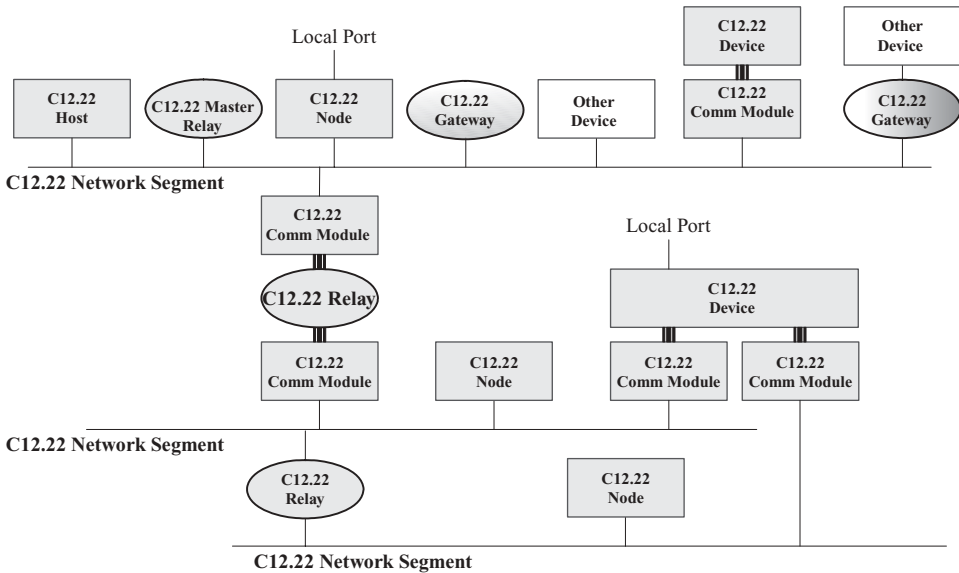 Local Port
C12.22
Device
Other
Device
C12.22
Host
C12.22 Master
Relay
C12.22
Node
C12.22
Gateway
Other
Device
C12.22
Comm Module
C12.22
Gateway
C12.22 Network Segment
C12.22
Comm Module
Local Port
C12.22 Relay
C12.22
Device
C12.22
Comm Module
C12.22
Node
C12.22
Comm Module
C12.22
Comm Module
C12.22 Network Segment
C12.22
Relay
C12.22
Node
C12.22 Network Segment